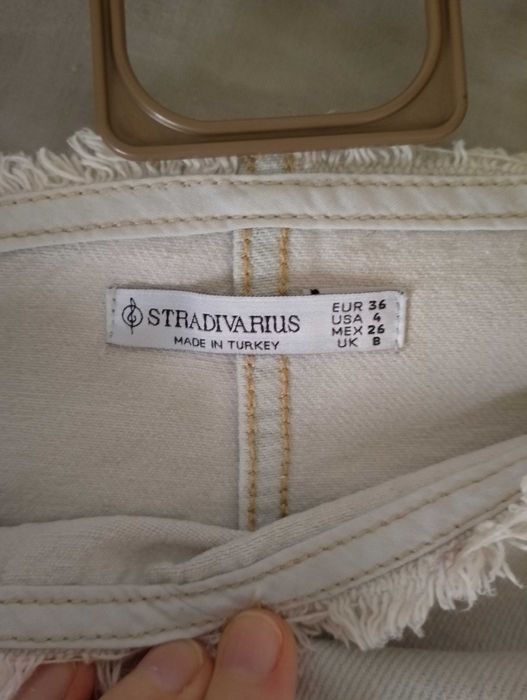 STRADIVARIUS
MADE IN TURKEY
EUR 36
USA 4
MEX 26
UK 8